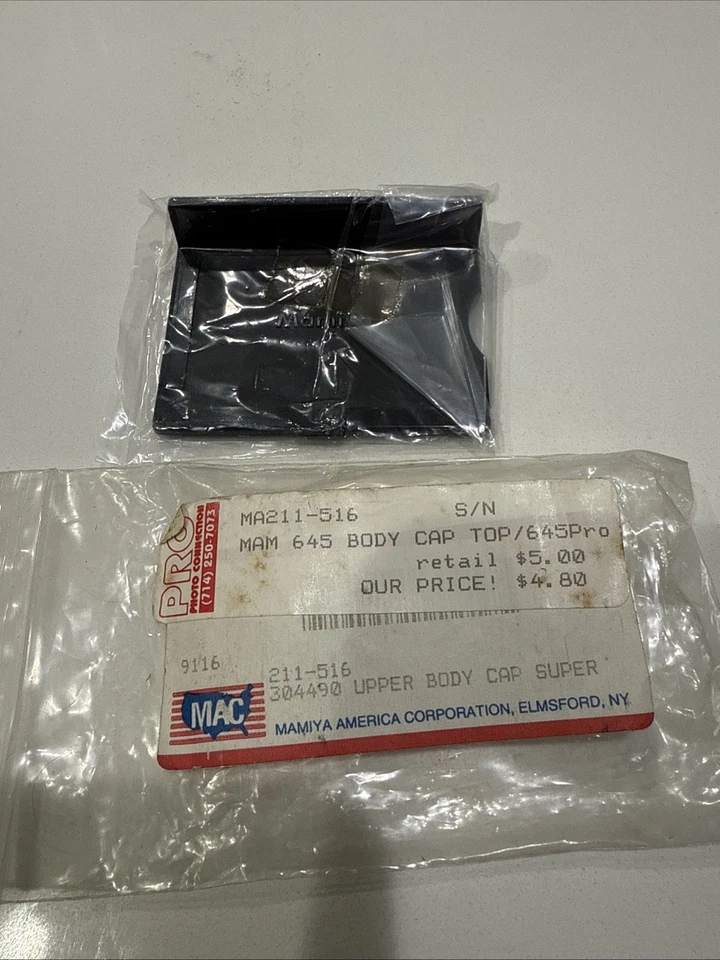 PRO
PHOTO CONNECTION
(714) 250-7073
MA211-516 S/N
MAM 645 BODY CAP TOP/645Pro
retail $5.00
OUR PRICE! $4.80
9116
211-516
304490 UPPER BODY CAP SUPER
MAC
MAMIYA AMERICA CORPORATION, ELMSFORD, NY